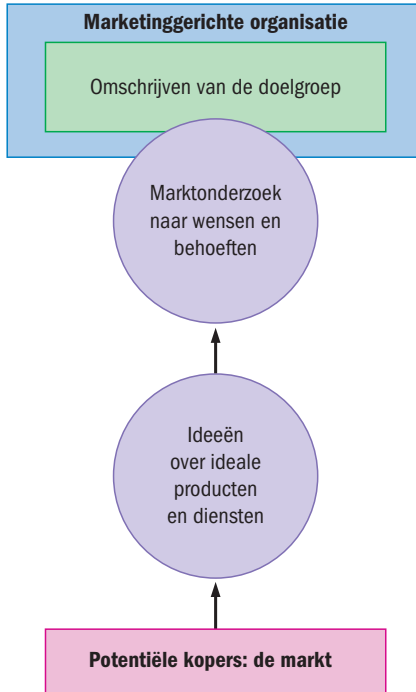 Marketinggerichte organisatie
Omschrijven van de doelgroep
Marktonderzoek
naar wensen en
behoeften
Ideeën
over ideale
producten
en diensten
Potentiële kopers: de markt